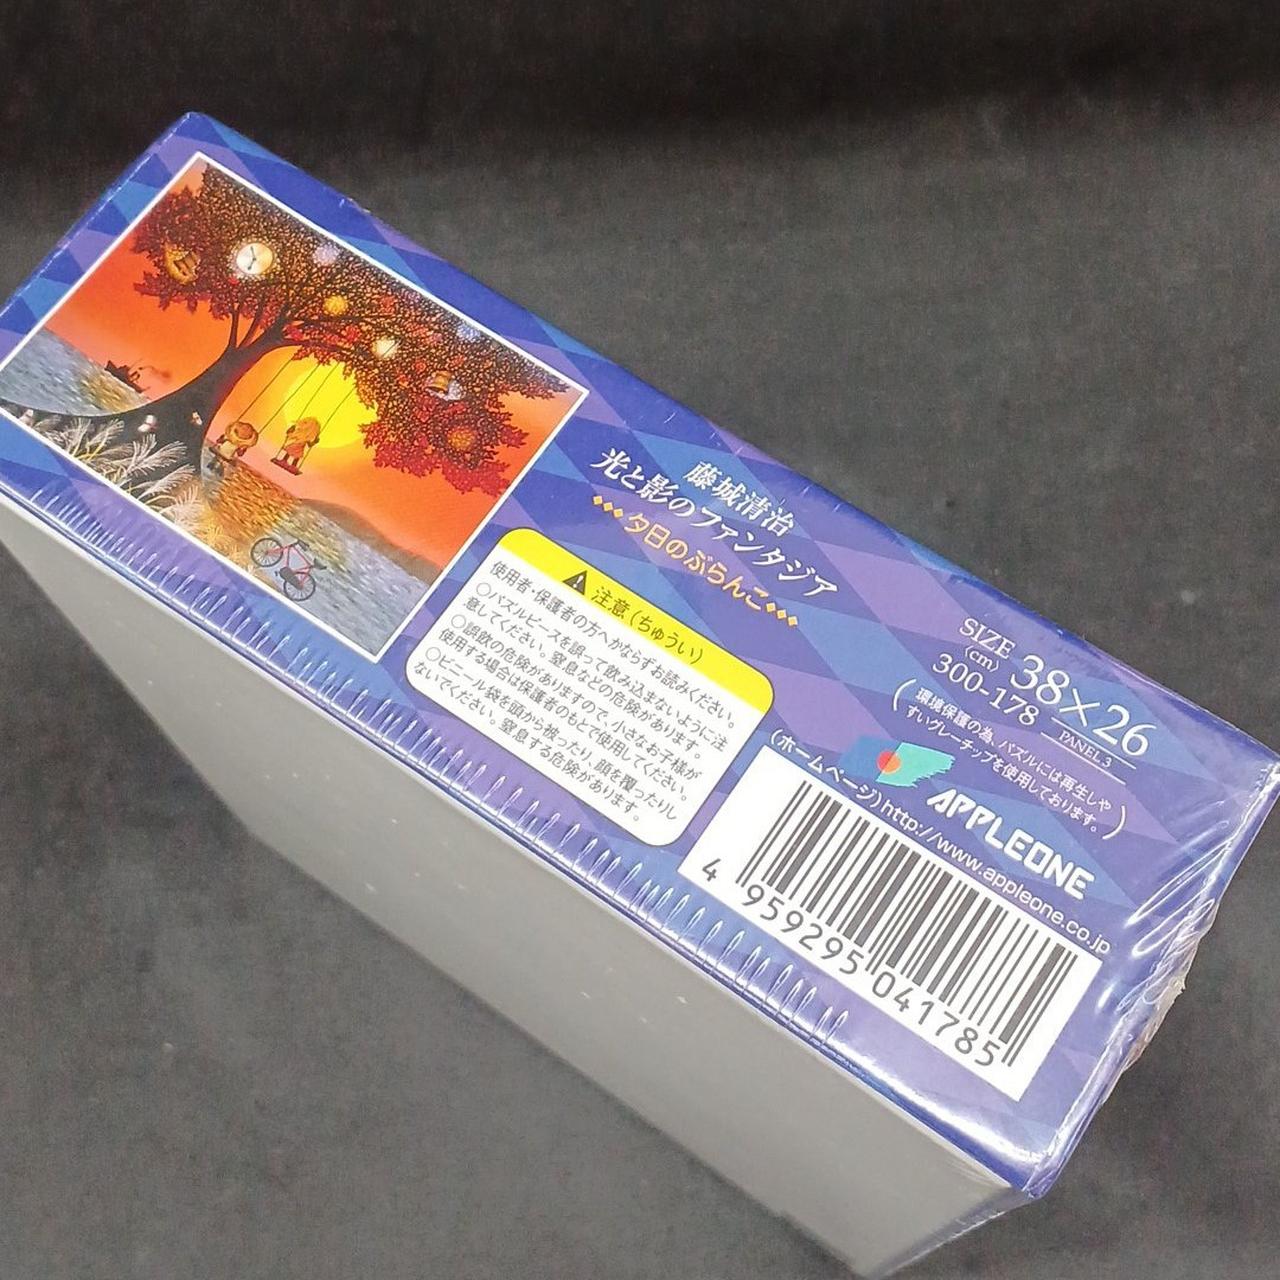 藤城清治
光と影のファンタジア
夕日のぶらんこ
注意(ちゅうい)
使用者・保護者の方へかならずお読みください。
○パズルピースを誤って飲み込まないように注
意してください。窒息などの危険があります。
○誤飲の危険がありますので、小さなお子様が
使用する場合は保護者のもとで使用してください。
○ビニール袋を頭から被ったり、顔を覆ったりし
ないでください。窒息する危険があります。
SIZE (cm) 38×26
300-178 PANEL.3
(環境保護の為、パズルには再生しや
すいグレーチップを使用しております。)
APPLEONE
(ホームページ)http://www.appleone.co.jp
4 959295 041785